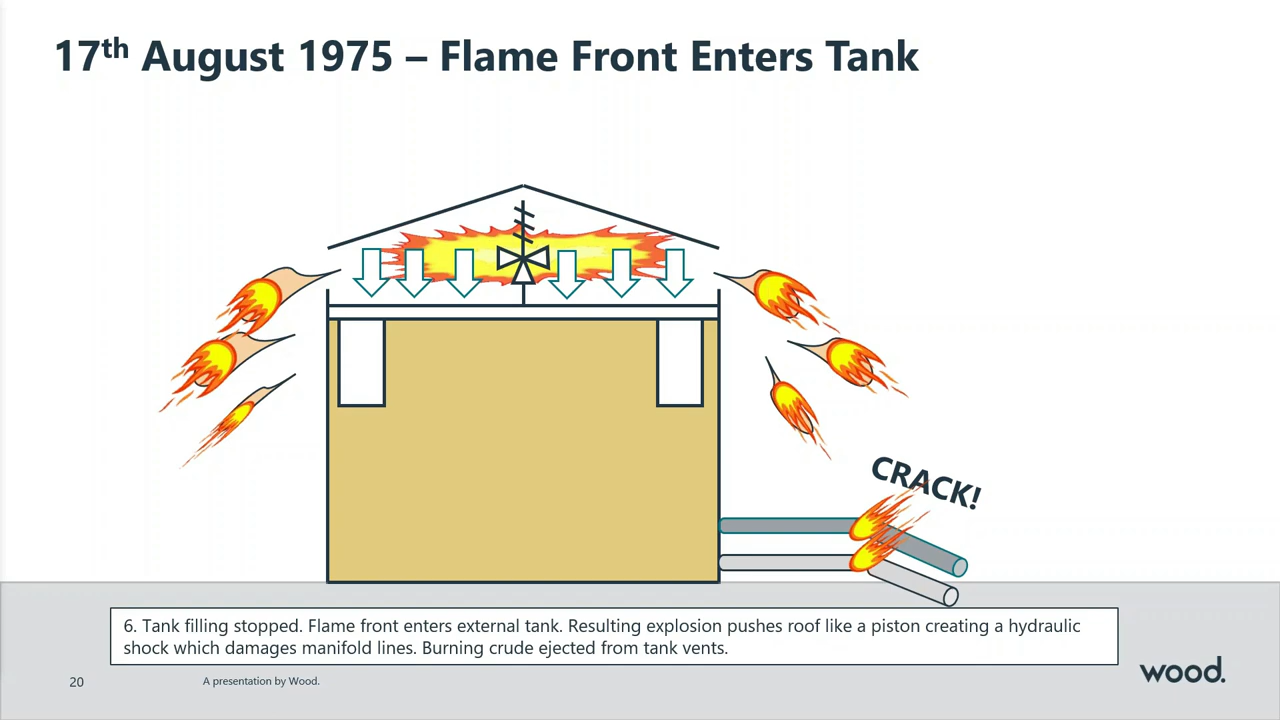 17th August 1975 – Flame Front Enters Tank
CRACK!
6. Tank filling stopped. Flame front enters external tank. Resulting explosion pushes roof like a piston creating a hydraulic
shock which damages manifold lines. Burning crude ejected from tank vents.
wood.
20
A presentation by Wood.